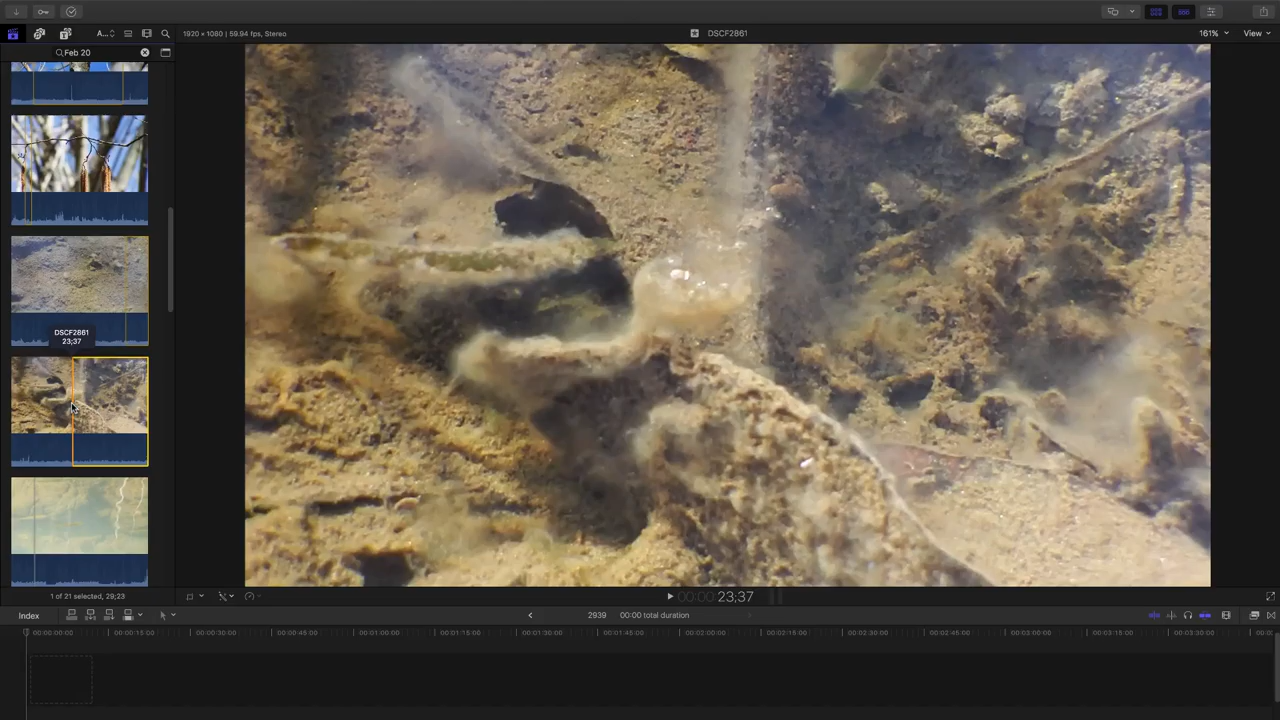 A...
1920 × 1080 | 59.94 fps, Stereo
DSCF2861
161%
View
Feb 20
DSCF2861
23;37
1 of 21 selected, 29;23
00:00:00:23;37
Index
2939
00:00 total duration
00:00:00:00
00:00:15:00
00:00:30:00
00:00:45:00
00:01:00:00
00:01:15:00
00:01:30:00
00:01:45:00
00:02:00:00
00:02:15:00
00:02:30:00
00:02:45:00
00:03:00:00
00:03:15:00
00:03:30:00